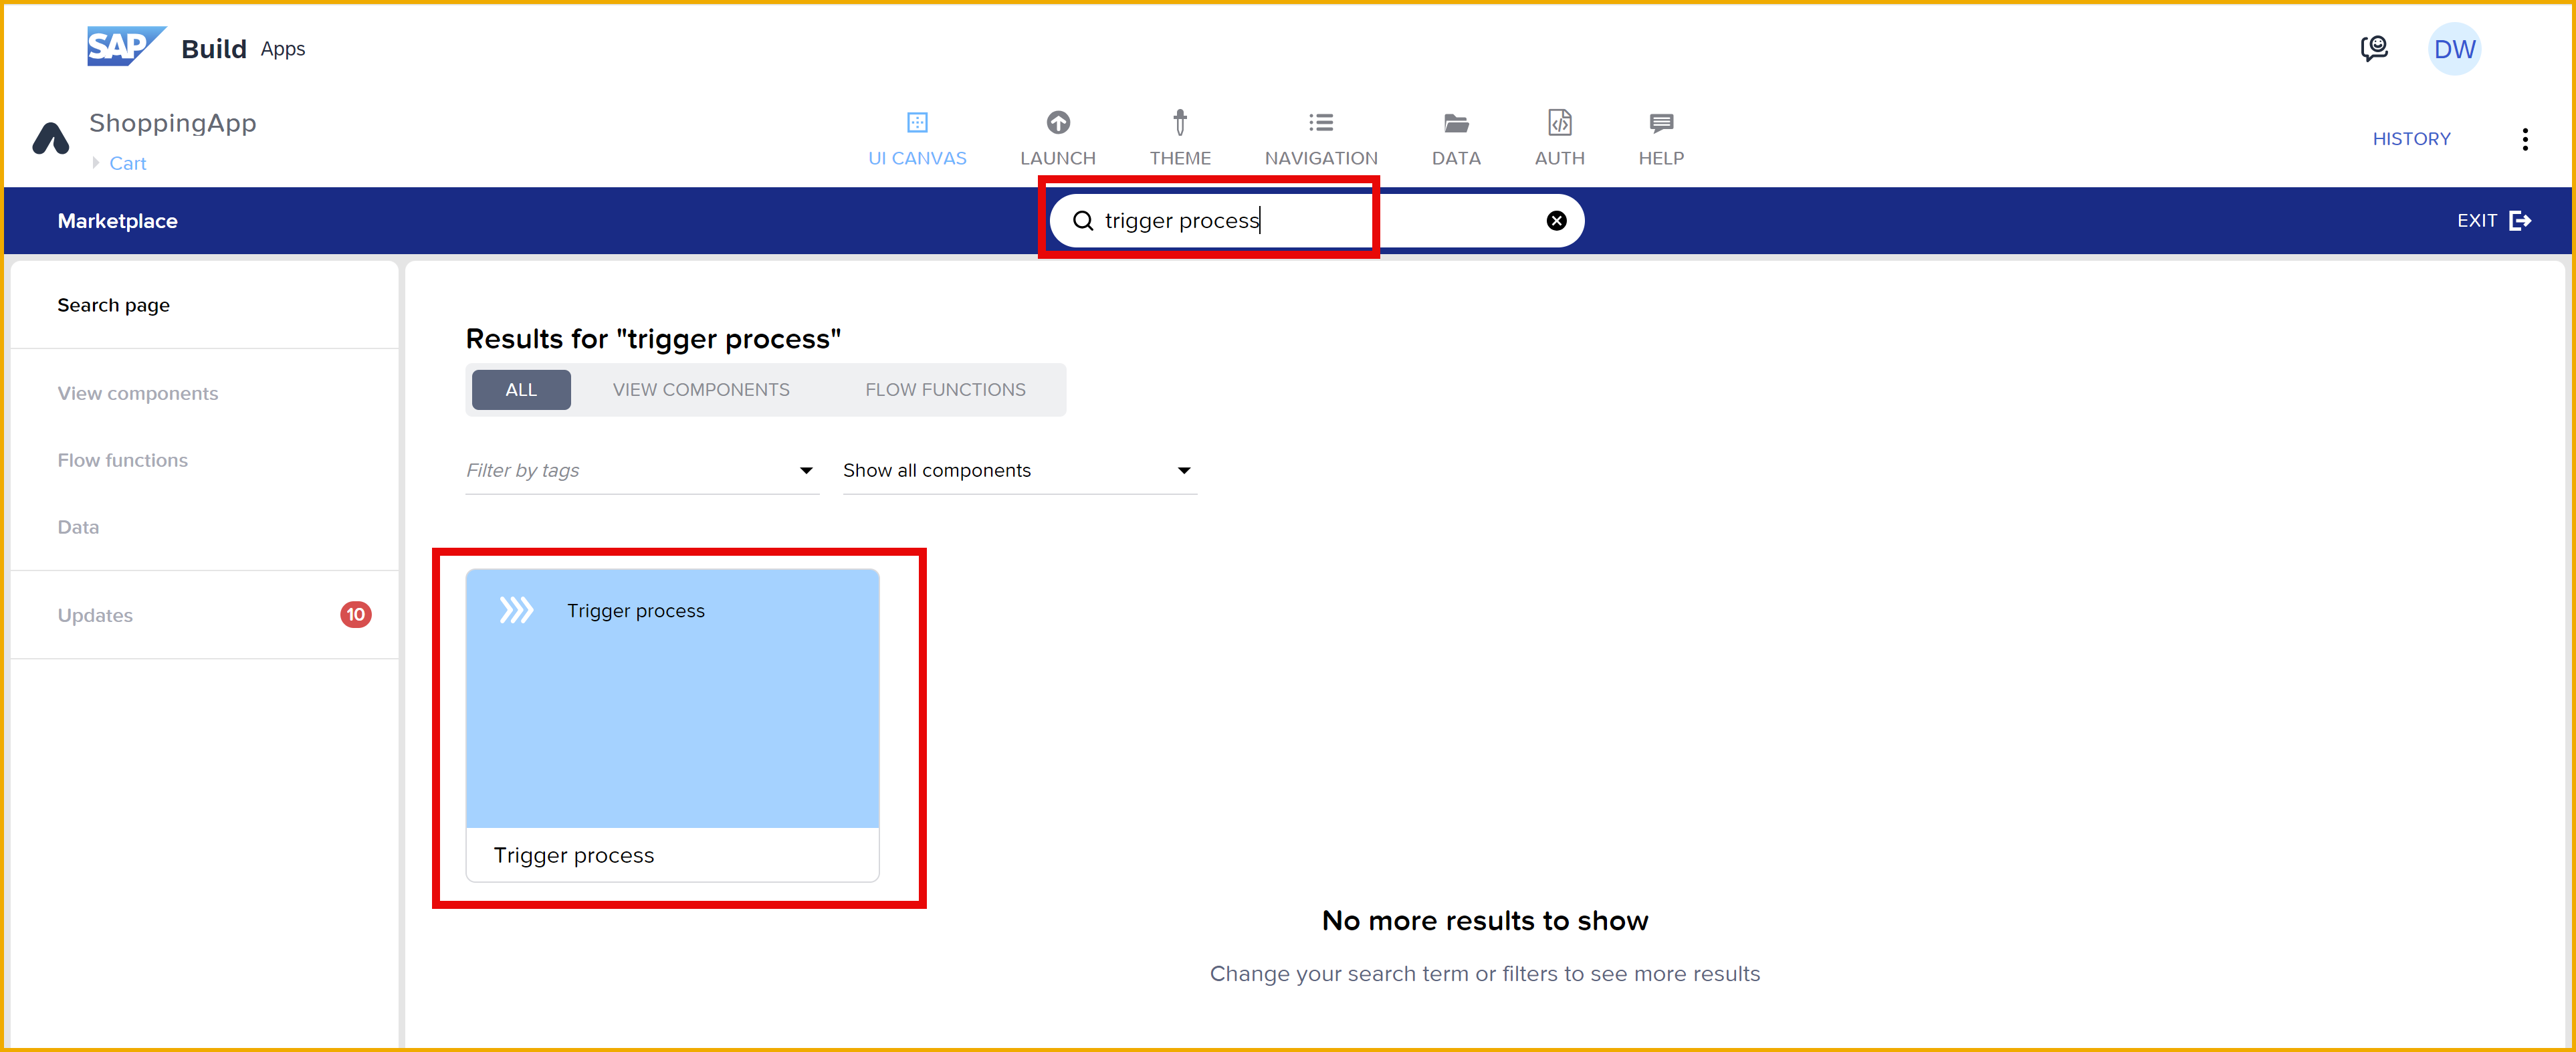 SAP Build Apps
DW
ShoppingApp
Cart
UI CANVAS
LAUNCH
THEME
NAVIGATION
DATA
AUTH
HELP
HISTORY
Marketplace
trigger process
EXIT
Search page
View components
Flow functions
Data
Updates
10
Results for "trigger process"
ALL
VIEW COMPONENTS
FLOW FUNCTIONS
Filter by tags
Show all components
Trigger process
Trigger process
No more results to show
Change your search term or filters to see more results